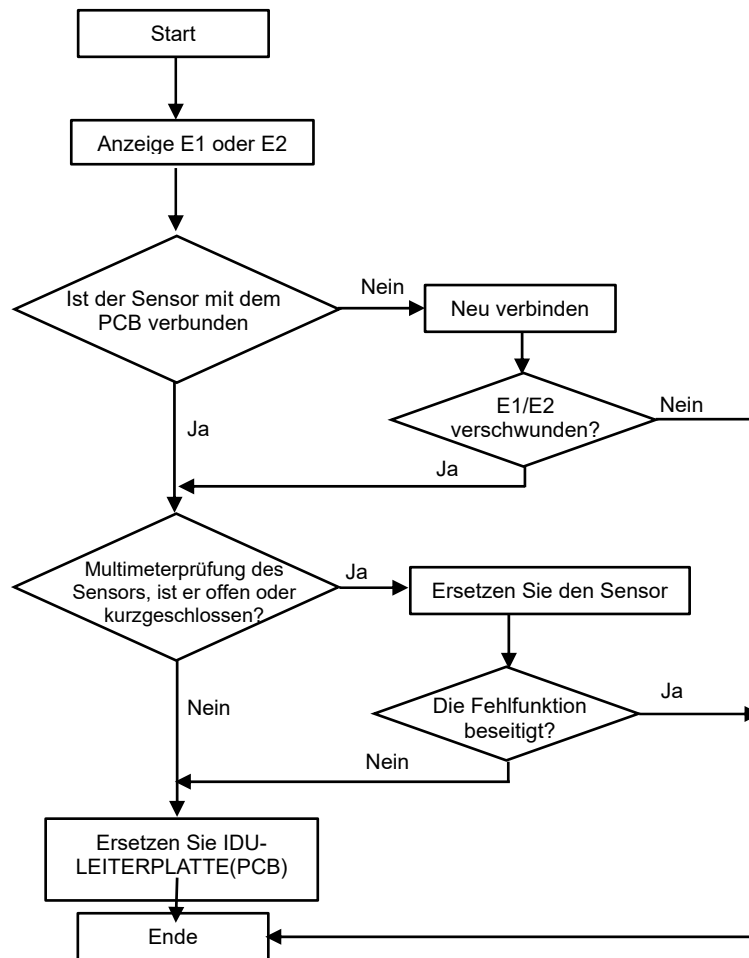 Start
Anzeige E1 oder E2
Ist der Sensor mit dem
PCB verbunden
Nein
Neu verbinden
E1/E2
verschwunden?
Nein
Ja
Ja
Multimeterprüfung des
Sensors, ist er offen oder
kurzgeschlossen?
Ja
Ersetzen Sie den Sensor
Nein
Die Fehlfunktion
beseitigt?
Ja
Nein
Ersetzen Sie IDU-
LEITERPLATTE(PCB)
Ende